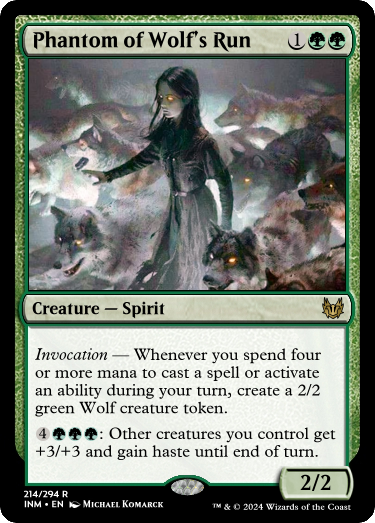 Phantom of Wolf's Run 1
Creature — Spirit
Invocation — Whenever you spend four
or more mana to cast a spell or activate
an ability during your turn, create a 2/2
green Wolf creature token.
4: Other creatures you control get
+3/+3 and gain haste until end of turn.
2/2
214/294 R
INM • EN Michael Komarck
™ & © 2024 Wizards of the Coast